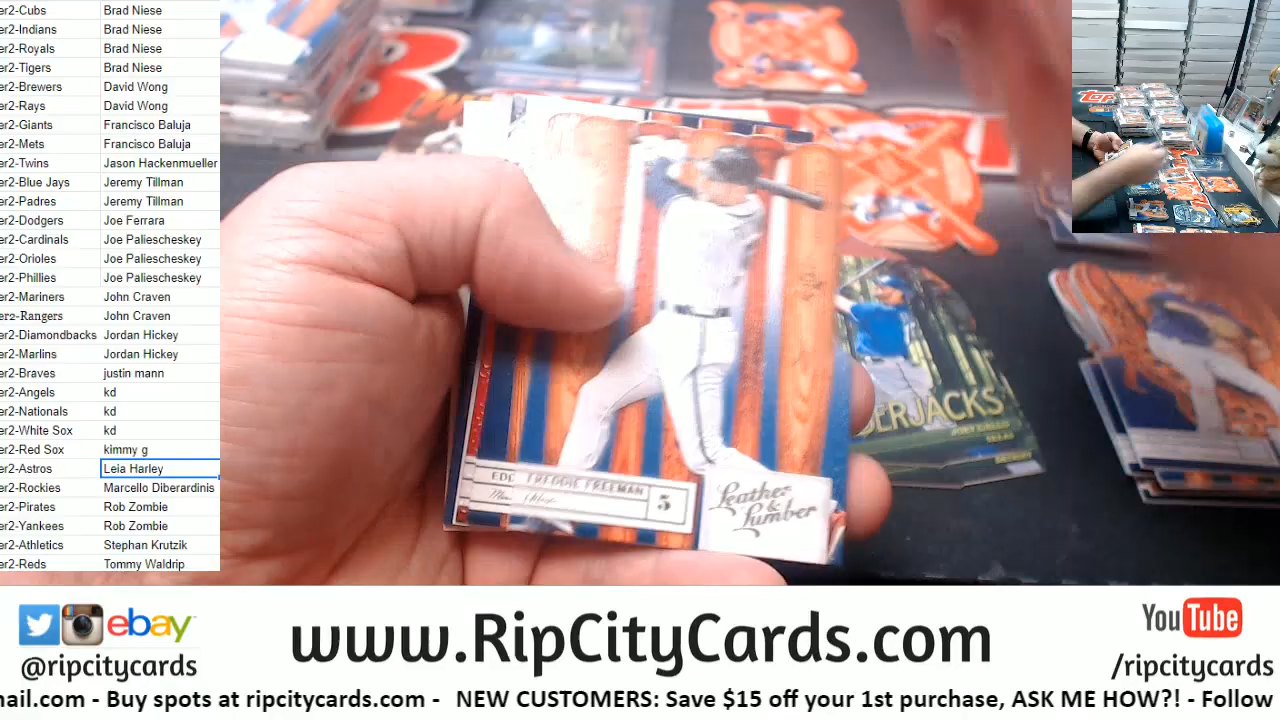 er2-Cubs Brad Niese
er2-Indians Brad Niese
er2-Royals Brad Niese
er2-Tigers Brad Niese
er2-Brewers David Wong
er2-Rays David Wong
er2-Giants Francisco Baluja
er2-Mets Francisco Baluja
er2-Twins Jason Hackenmueller
er2-Blue Jays Jeremy Tillman
er2-Padres Jeremy Tillman
er2-Dodgers Joe Ferrara
er2-Cardinals Joe Paliescheskey
er2-Orioles Joe Paliescheskey
er2-Phillies Joe Paliescheskey
er2-Mariners John Craven
er2-Rangers John Craven
er2-Diamondbacks Jordan Hickey
er2-Marlins Jordan Hickey
er2-Braves justin mann
er2-Angels kd
er2-Nationals kd
er2-White Sox kd
er2-Red Sox kimmy g
er2-Astros Leia Harley
er2-Rockies Marcello Diberardinis
er2-Pirates Rob Zombie
er2-Yankees Rob Zombie
er2-Athletics Stephan Krutzik
er2-Reds Tommy Waldrip
topps
ERJACKS
JOEY GALLO
FREDDIE FREEMAN
5
Leather
&
Lumber
ebay
@ripcitycards
www.RipCityCards.com
YouTube
/ripcitycards
mail.com - Buy spots at ripcitycards.com - NEW CUSTOMERS: Save $15 off your 1st purchase, ASK ME HOW?! - Follow